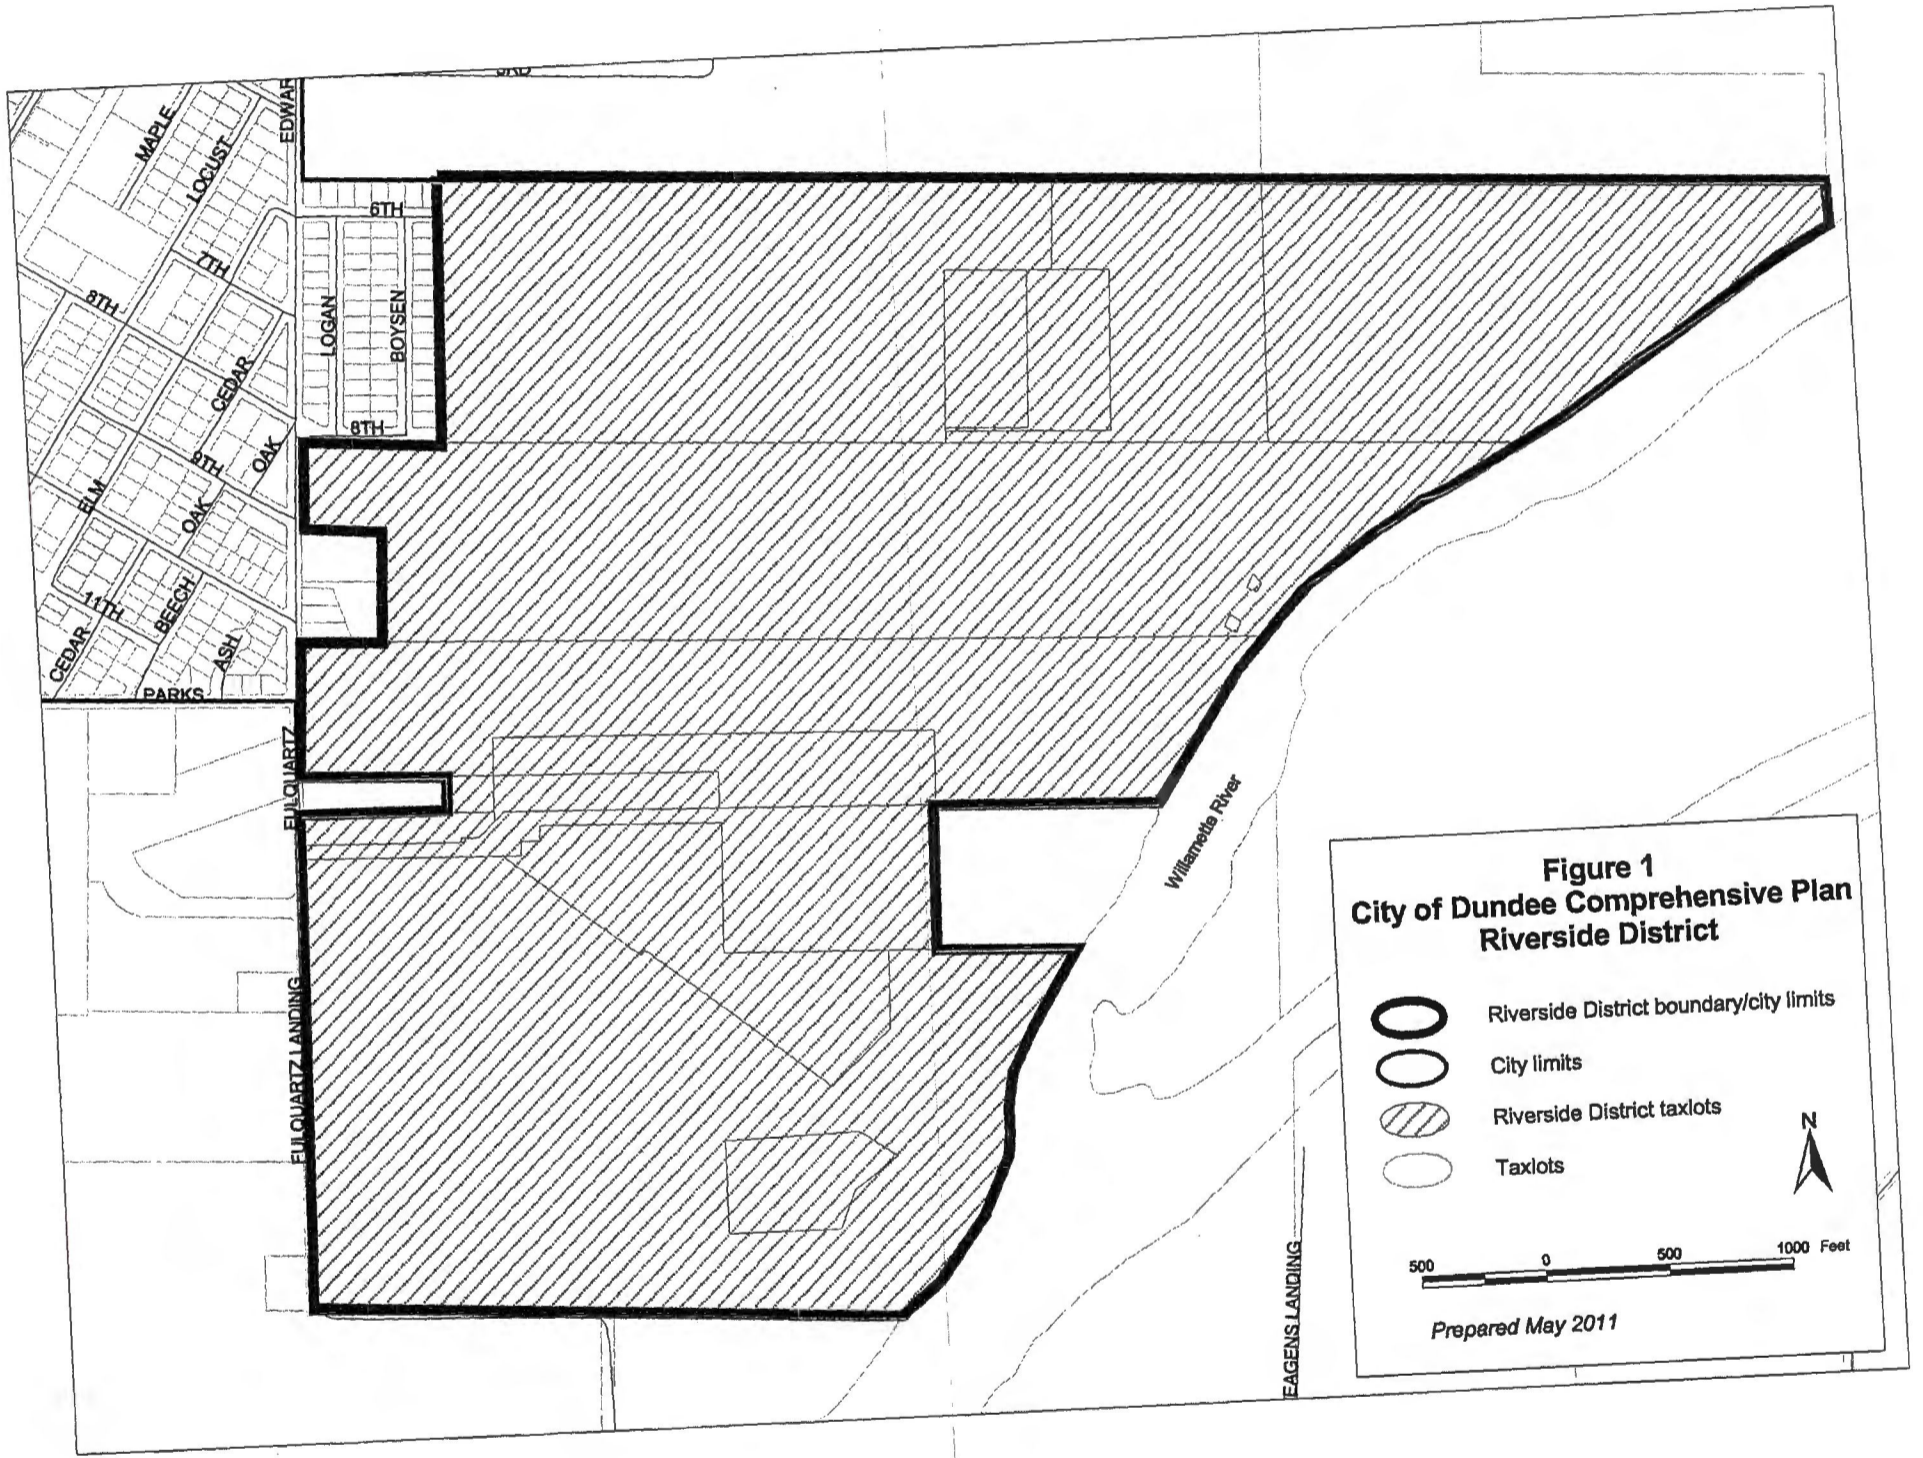 3RD
EDWAR
MAPLE
LOCUST
6TH
7TH
8TH
LOGAN
BOYSEN
CEDAR
8TH
OAK
9TH
ELM
OAK
11TH
BEECH
CEDAR
ASH
PARKS
FULQUARTZ
Willamette River
FULQUARTZ LANDING
EAGENS LANDING
Figure 1
City of Dundee Comprehensive Plan
Riverside District
Riverside District boundary/city limits
City limits
Riverside District taxlots
Taxlots
N
500 0 500 1000 Feet
Prepared May 2011